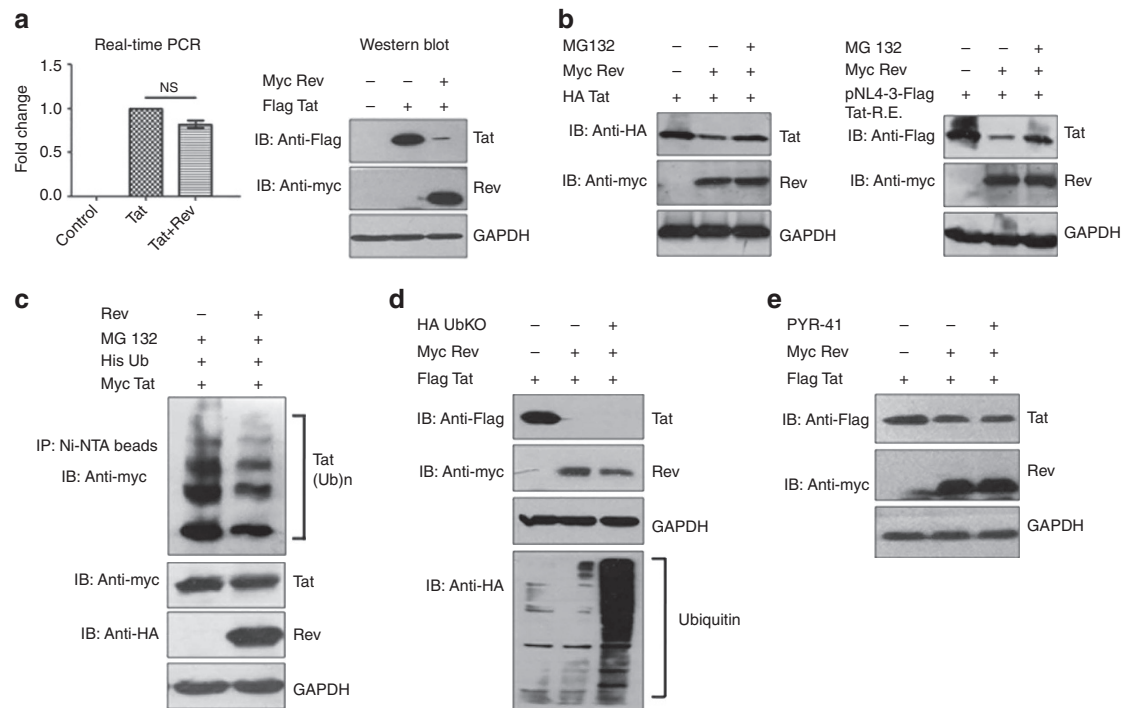 a
Real-time PCR
Fold change
1.5
1.0
0.5
0.0
NS
Control
Tat
Tat+Rev
Western blot
Myc Rev – – +
Flag Tat – + +
IB: Anti-Flag Tat
IB: Anti-myc Rev
GAPDH
b
MG132 – – +
Myc Rev – + +
HA Tat + + +
IB: Anti-HA Tat
IB: Anti-myc Rev
GAPDH
MG 132 – – +
Myc Rev – + +
pNL4-3-Flag + + +
Tat-R.E.
IB: Anti-Flag Tat
IB: Anti-myc Rev
GAPDH
c
Rev – +
MG 132 + +
His Ub + +
Myc Tat + +
IP: Ni-NTA beads
IB: Anti-myc
Tat
(Ub)n
IB: Anti-myc Tat
IB: Anti-HA Rev
GAPDH
d
HA UbKO – – +
Myc Rev – + +
Flag Tat + + +
IB: Anti-Flag Tat
IB: Anti-myc Rev
GAPDH
IB: Anti-HA
Ubiquitin
e
PYR-41 – – +
Myc Rev – + +
Flag Tat + + +
IB: Anti-Flag Tat
IB: Anti-myc Rev
GAPDH